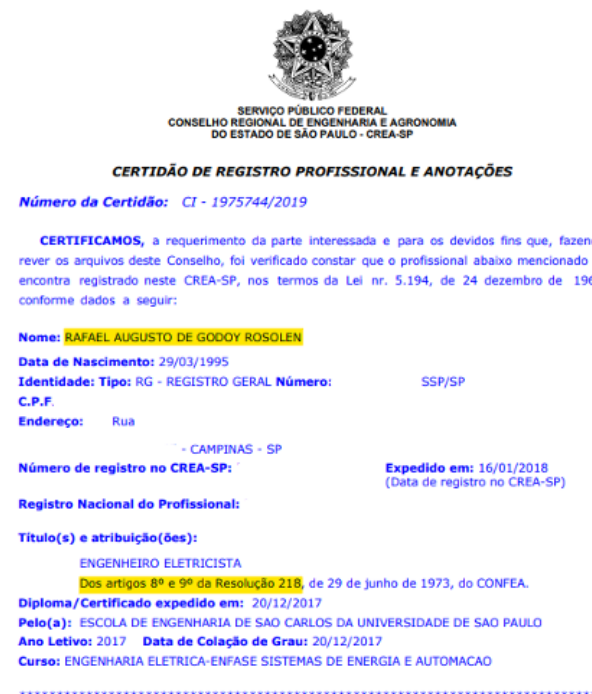 SERVIÇO PÚBLICO FEDERAL
CONSELHO REGIONAL DE ENGENHARIA E AGRONOMIA
DO ESTADO DE SÃO PAULO - CREA-SP
CERTIDÃO DE REGISTRO PROFISSIONAL E ANOTAÇÕES
Número da Certidão: CI - 1975744/2019
CERTIFICAMOS, a requerimento da parte interessada e para os devidos fins que, fazen
rever os arquivos deste Conselho, foi verificado constar que o profissional abaixo mencionado
encontra registrado neste CREA-SP, nos termos da Lei nr. 5.194, de 24 dezembro de 196
conforme dados a seguir:
Nome: RAFAEL AUGUSTO DE GODOY ROSOLEN
Data de Nascimento: 29/03/1995
Identidade: Tipo: RG - REGISTRO GERAL Número: SSP/SP
C.P.F.
Endereço: Rua
- CAMPINAS - SP
Número de registro no CREA-SP: Expedido em: 16/01/2018
(Data de registro no CREA-SP)
Registro Nacional do Profissional:
Título(s) e atribuição(ões):
ENGENHEIRO ELETRICISTA
Dos artigos 8º e 9º da Resolução 218, de 29 de junho de 1973, do CONFEA.
Diploma/Certificado expedido em: 20/12/2017
Pelo(a): ESCOLA DE ENGENHARIA DE SAO CARLOS DA UNIVERSIDADE DE SAO PAULO
Ano Letivo: 2017 Data de Colação de Grau: 20/12/2017
Curso: ENGENHARIA ELETRICA-ENFASE SISTEMAS DE ENERGIA E AUTOMACAO